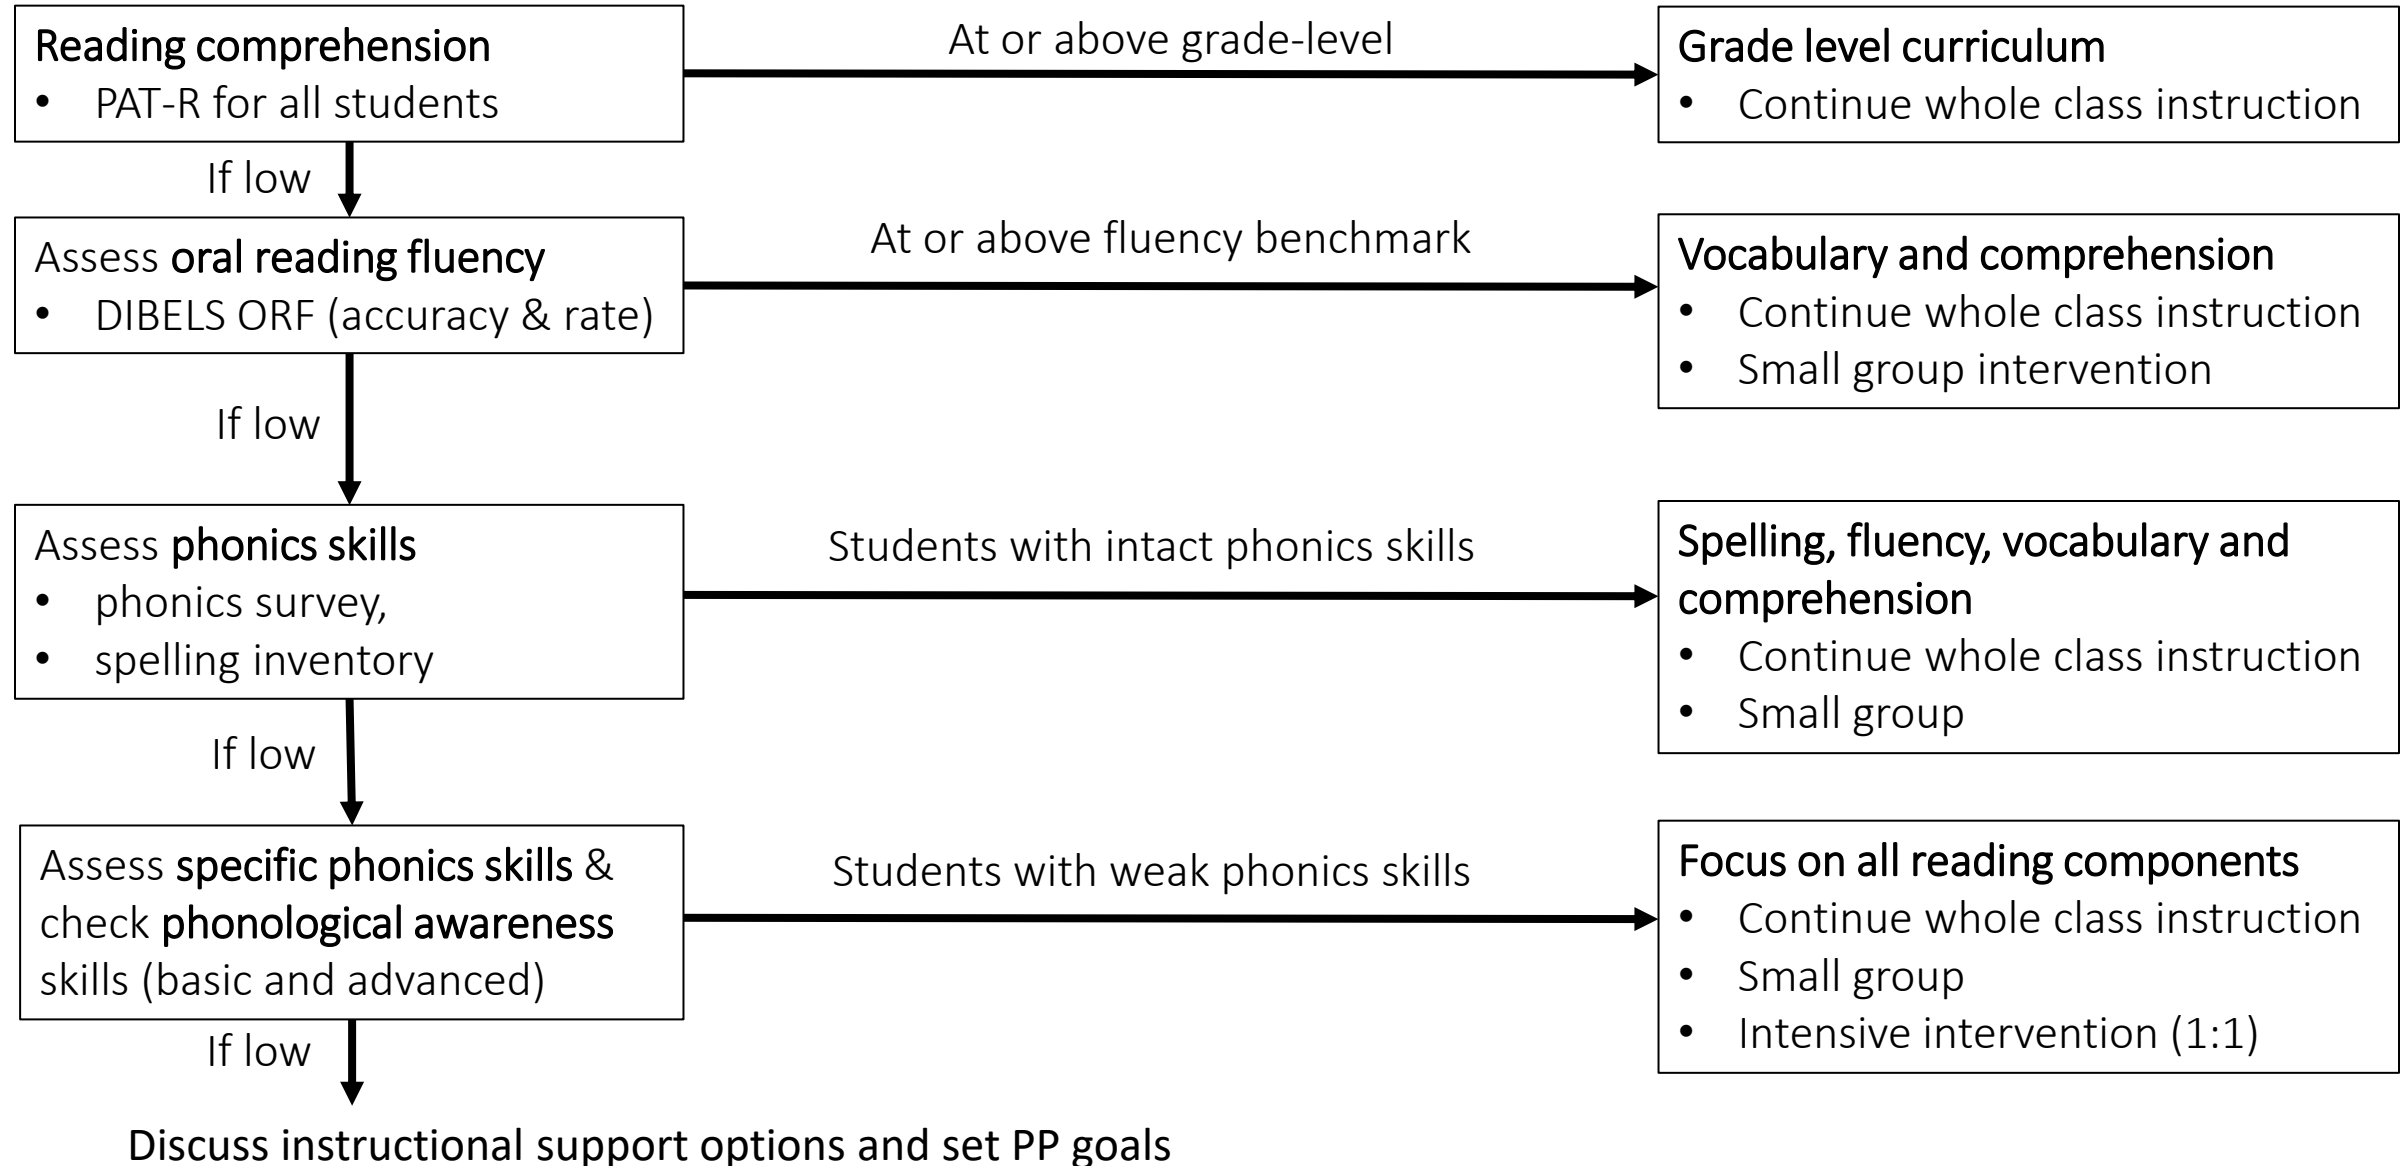 Reading comprehension
• PAT-R for all students
At or above grade-level
Grade level curriculum
• Continue whole class instruction
If low
Assess oral reading fluency
• DIBELS ORF (accuracy & rate)
At or above fluency benchmark
Vocabulary and comprehension
• Continue whole class instruction
• Small group intervention
If low
Assess phonics skills
• phonics survey,
• spelling inventory
Students with intact phonics skills
Spelling, fluency, vocabulary and
comprehension
• Continue whole class instruction
• Small group
If low
Assess specific phonics skills &
check phonological awareness
skills (basic and advanced)
Students with weak phonics skills
Focus on all reading components
• Continue whole class instruction
• Small group
• Intensive intervention (1:1)
If low
Discuss instructional support options and set PP goals